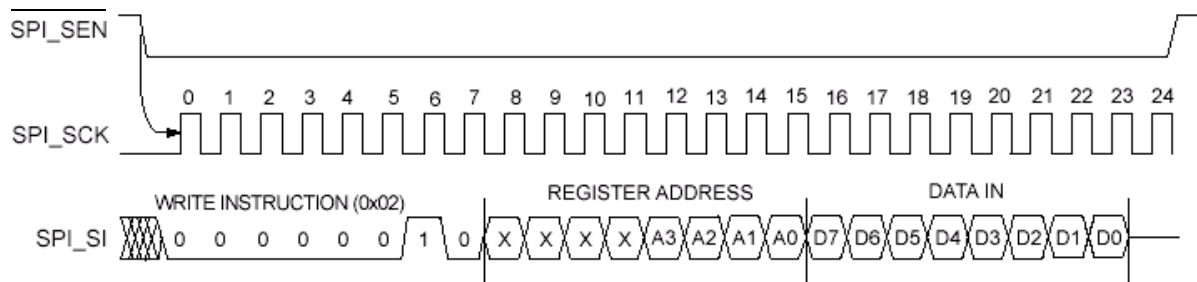 SPI_SEN
0 1 2 3 4 5 6 7 8 9 10 11 12 13 14 15 16 17 18 19 20 21 22 23 24
SPI_SCK
WRITE INSTRUCTION (0x02) REGISTER ADDRESS DATA IN
SPI_SI 0 0 0 0 0 0 1 0 X X X X A3 A2 A1 A0 D7 D6 D5 D4 D3 D2 D1 D0